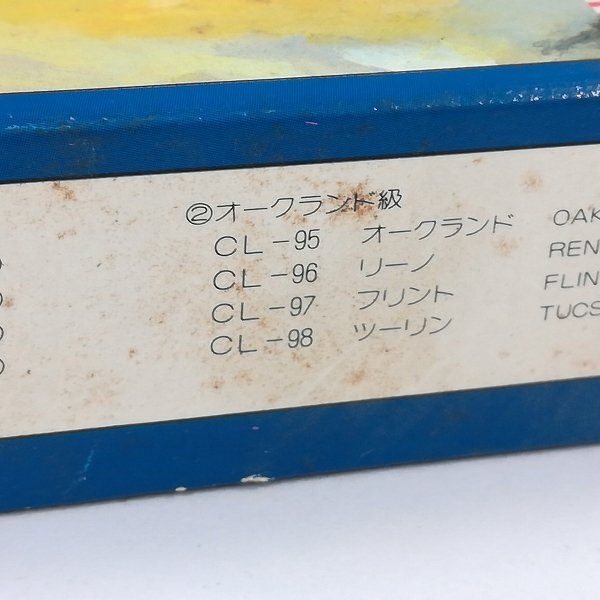 ②オークランド級
CL-95 オークランド OAK
CL-96 リーノ REN
CL-97 フリント FLIN
CL-98 ツーリン TUCS